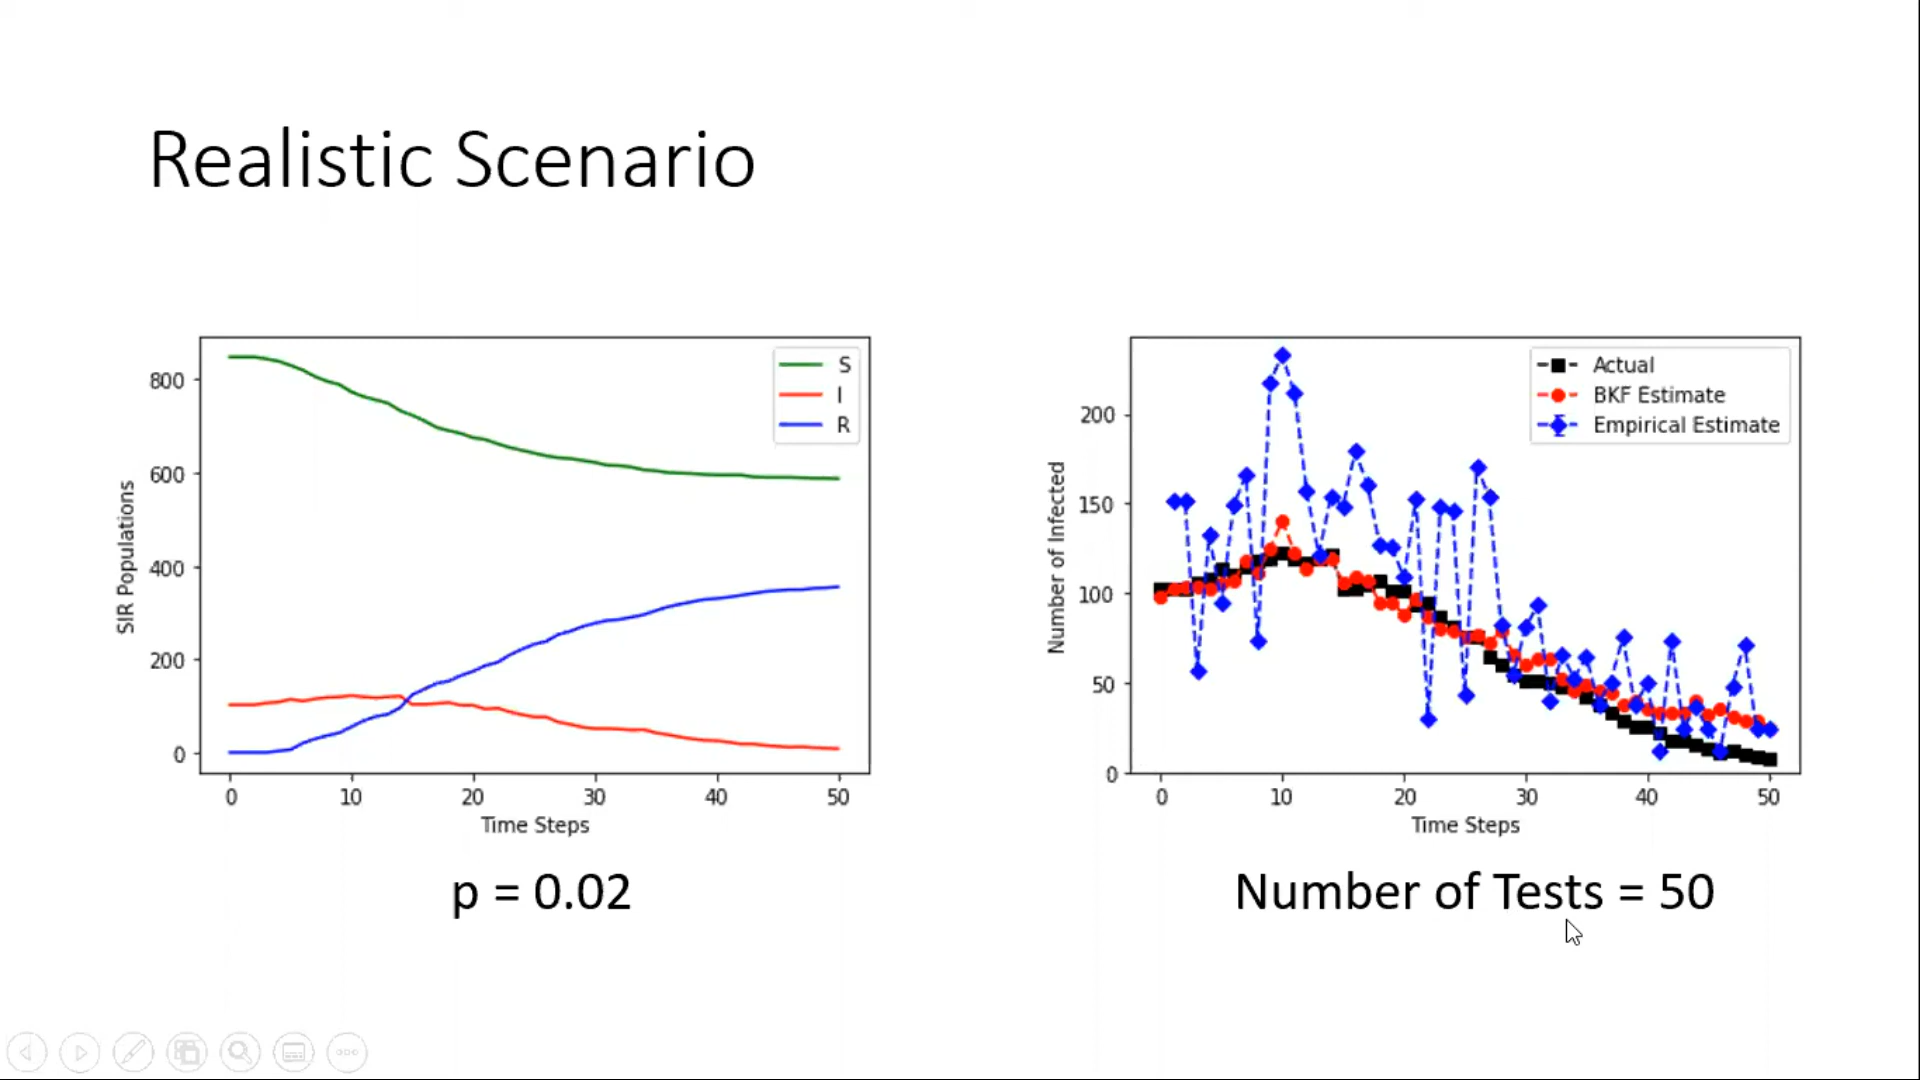 Realistic Scenario
SIR Populations
800
600
400
200
0
S
I
R
0 10 20 30 40 50
Time Steps
p = 0.02
Number of Infected
200
150
100
50
0
Actual
BKF Estimate
Empirical Estimate
0 10 20 30 40 50
Time Steps
Number of Tests = 50